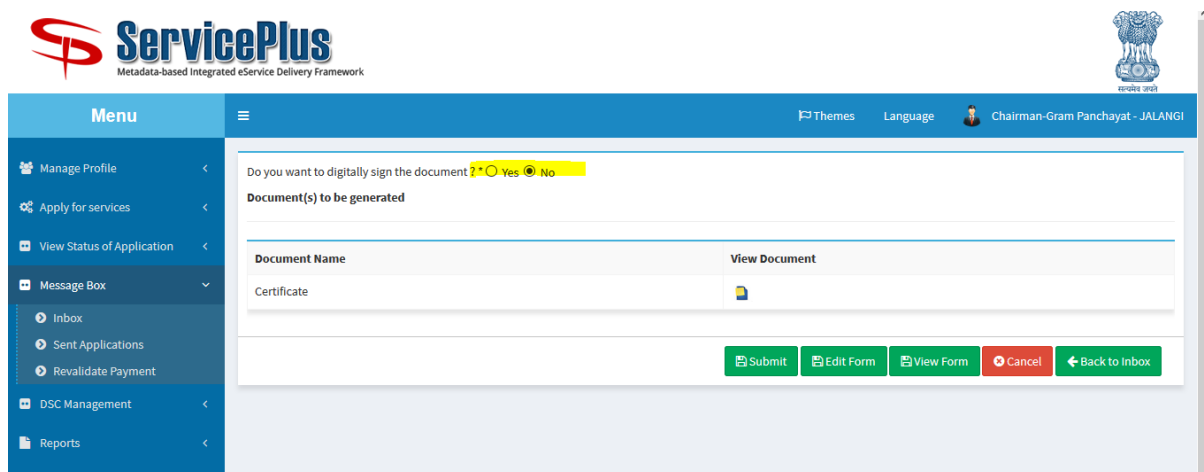 ServicePlus
Metadata-based Integrated eService Delivery Framework
सत्यमेव जयते
Menu
Themes Language Chairman-Gram Panchayat - JALANGI
Manage Profile
Apply for services
View Status of Application
Message Box
Inbox
Sent Applications
Revalidate Payment
DSC Management
Reports
Do you want to digitally sign the document ? * Yes No
Document(s) to be generated
Document Name View Document
Certificate
Submit Edit Form View Form Cancel Back to Inbox